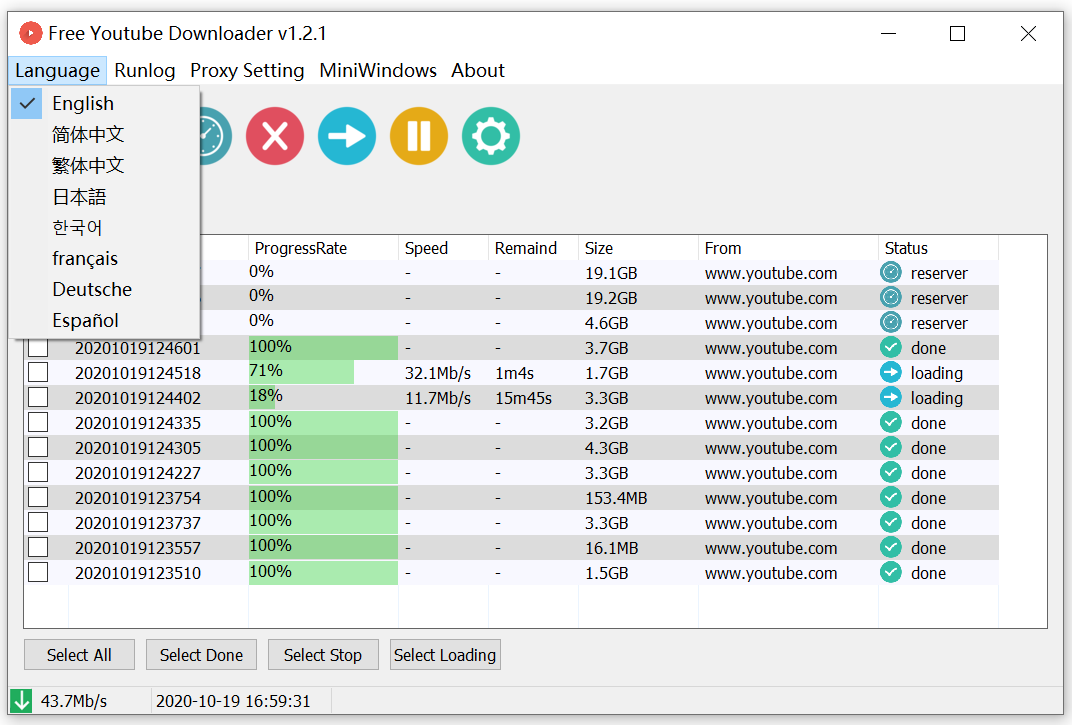 Free Youtube Downloader v1.2.1
Language Runlog Proxy Setting MiniWindows About
English
简体中文
繁体中文
日本語
한국어
français
Deutsche
Español
ProgressRate Speed Remaind Size From Status
0% - - 19.1GB www.youtube.com reserver
0% - - 19.2GB www.youtube.com reserver
0% - - 4.6GB www.youtube.com reserver
20201019124601 100% - - 3.7GB www.youtube.com done
20201019124518 71% 32.1Mb/s 1m4s 1.7GB www.youtube.com loading
20201019124402 18% 11.7Mb/s 15m45s 3.3GB www.youtube.com loading
20201019124335 100% - - 3.2GB www.youtube.com done
20201019124305 100% - - 4.3GB www.youtube.com done
20201019124227 100% - - 3.3GB www.youtube.com done
20201019123754 100% - - 153.4MB www.youtube.com done
20201019123737 100% - - 3.3GB www.youtube.com done
20201019123557 100% - - 16.1MB www.youtube.com done
20201019123510 100% - - 1.5GB www.youtube.com done
Select All Select Done Select Stop Select Loading
43.7Mb/s 2020-10-19 16:59:31